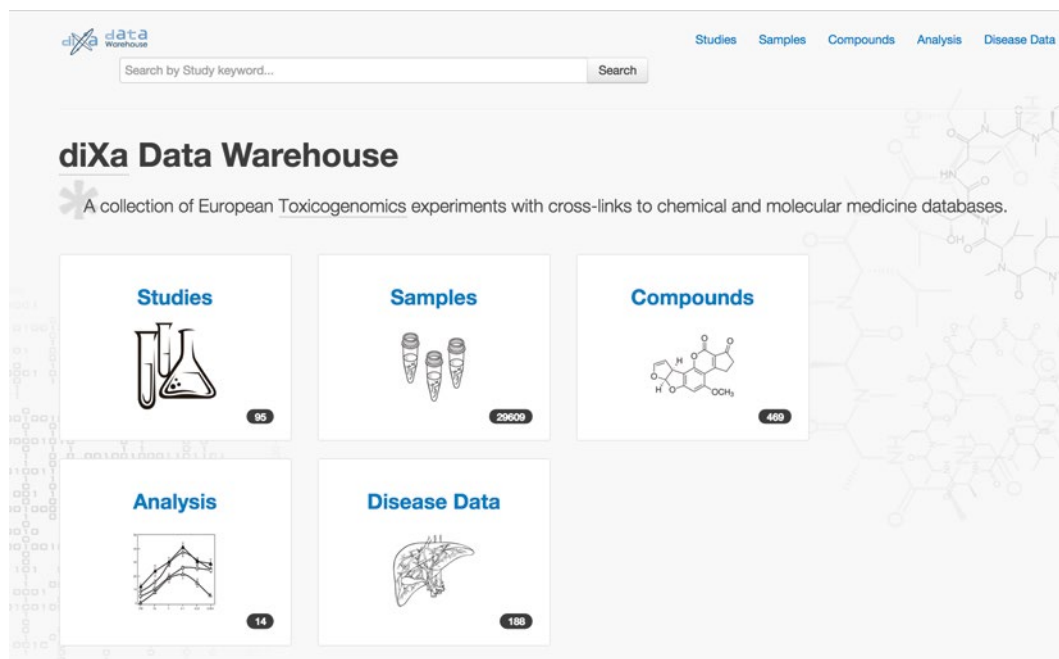 diXa data
Warehouse
Studies Samples Compounds Analysis Disease Data
Search by Study keyword... Search
diXa Data Warehouse
* A collection of European Toxicogenomics experiments with cross-links to chemical and molecular medicine databases.
Studies
95
Samples
29609
Compounds
O
O
H
O
O
H
O
OCH3
469
Analysis
14
Disease Data
188